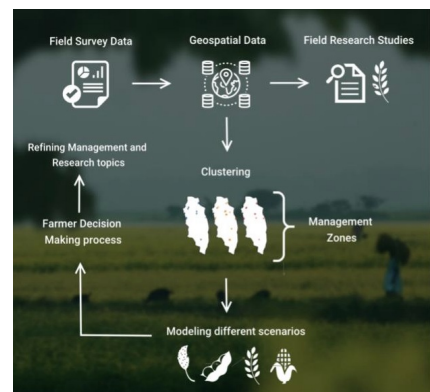 Field Survey Data
Geospatial Data
Field Research Studies
Refining Management and
Research topics
Clustering
Farmer Decision
Making process
Management
Zones
Modeling different scenarios